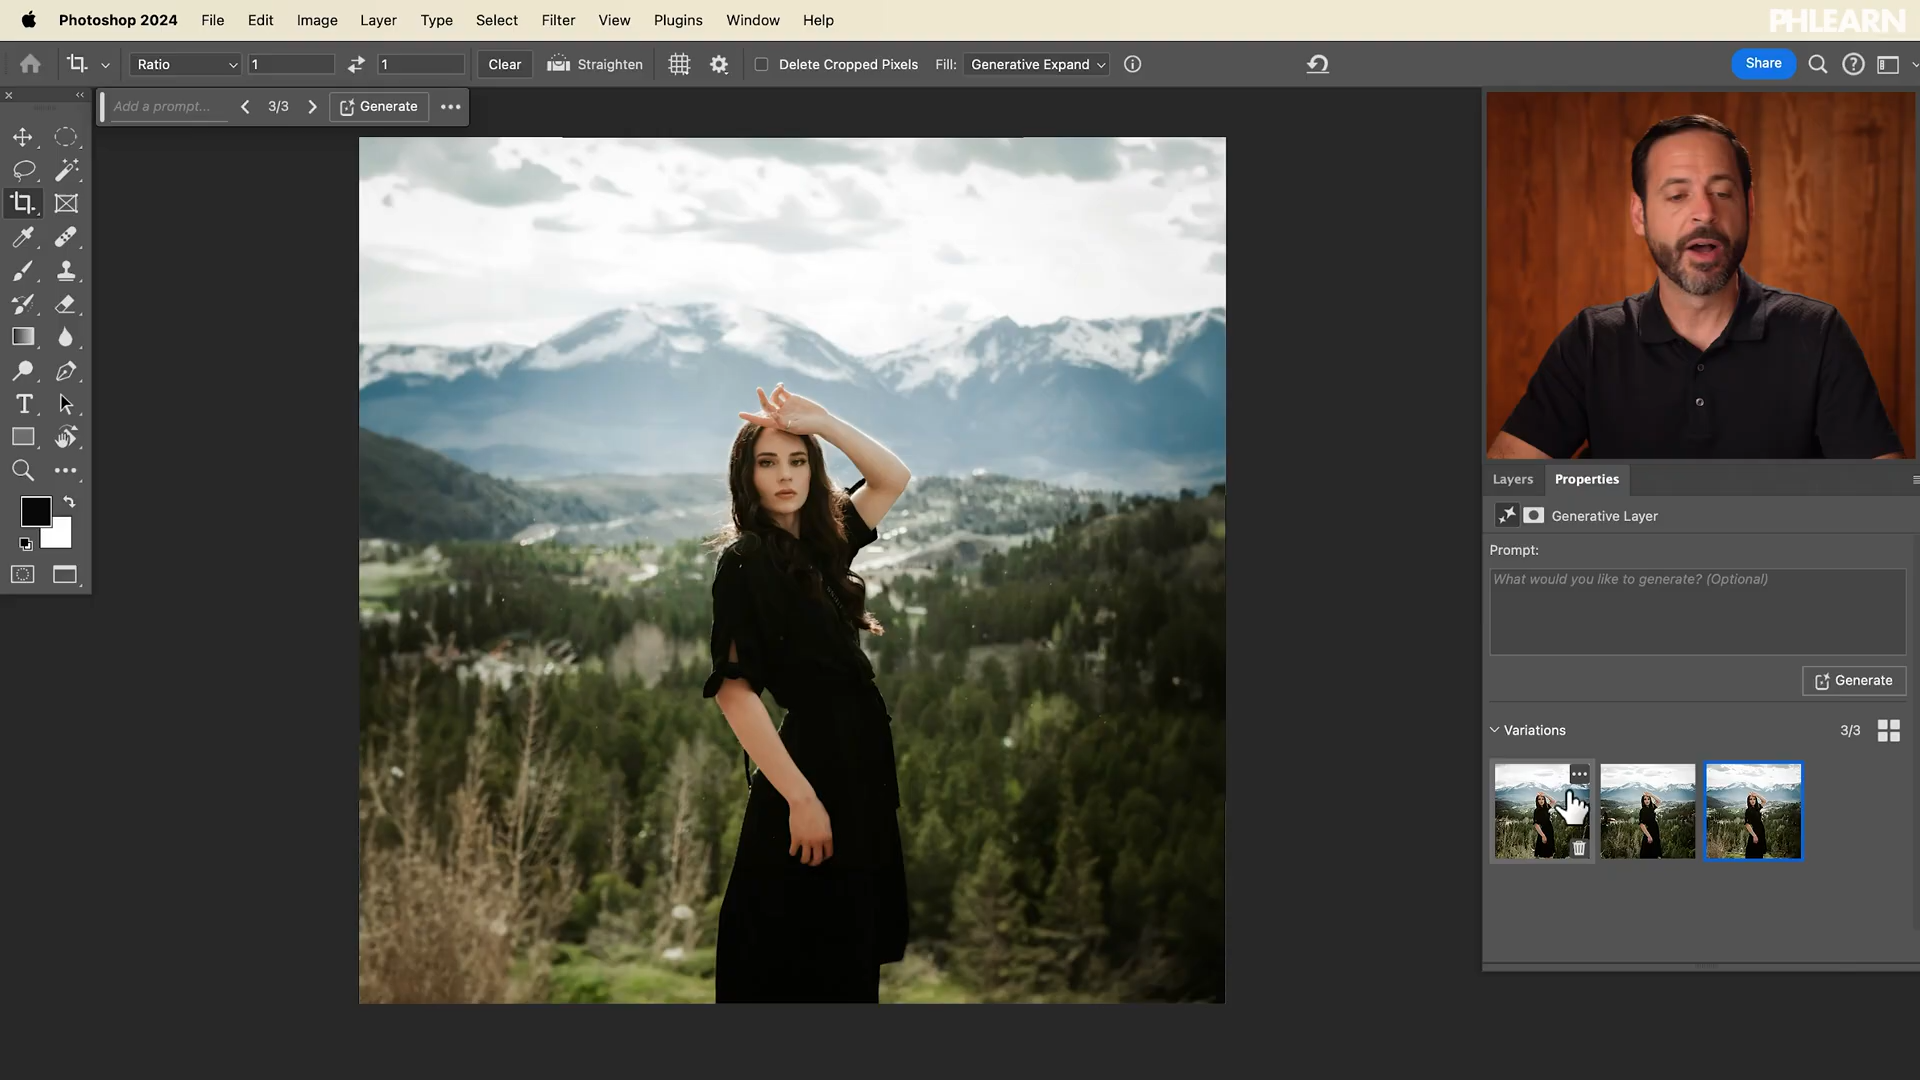 Photoshop 2024 File Edit Image Layer Type Select Filter View Plugins Window Help
PHLEARN
Ratio 1 1 Clear Straighten Delete Cropped Pixels Fill: Generative Expand Share
Add a prompt... 3/3 Generate
Layers Properties
Generative Layer
Prompt:
What would you like to generate? (Optional)
Generate
Variations 3/3